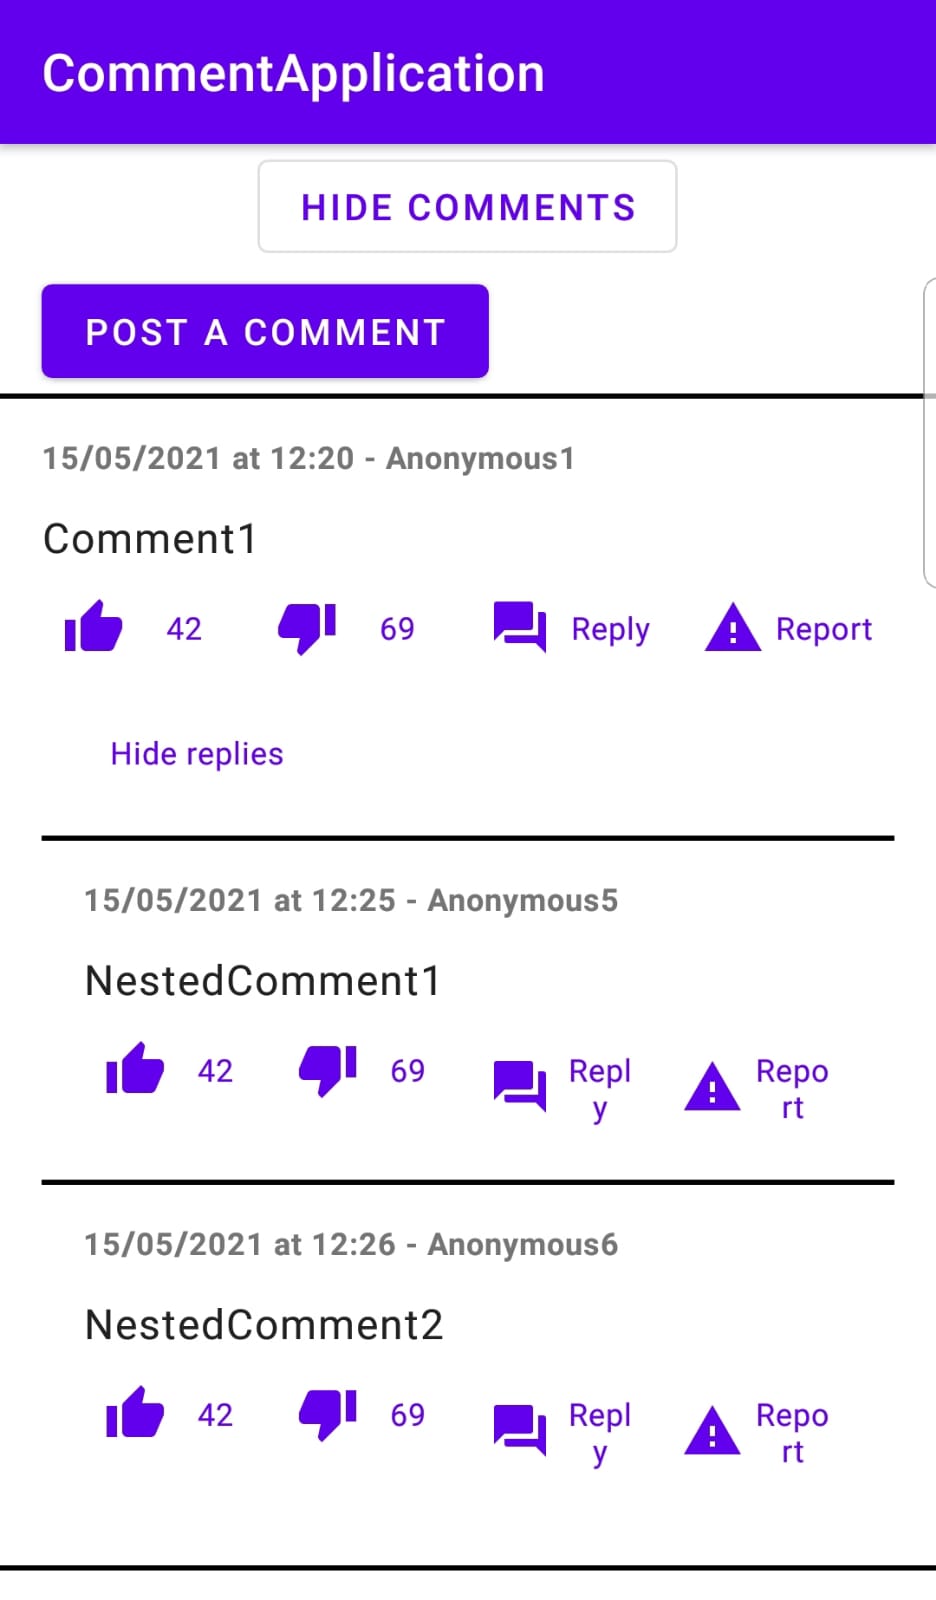 CommentApplication
HIDE COMMENTS
POST A COMMENT
15/05/2021 at 12:20 - Anonymous1
Comment1
42 69 Reply Report
Hide replies
15/05/2021 at 12:25 - Anonymous5
NestedComment1
42 69 Repl Repo
y rt
15/05/2021 at 12:26 - Anonymous6
NestedComment2
42 69 Repl Repo
y rt